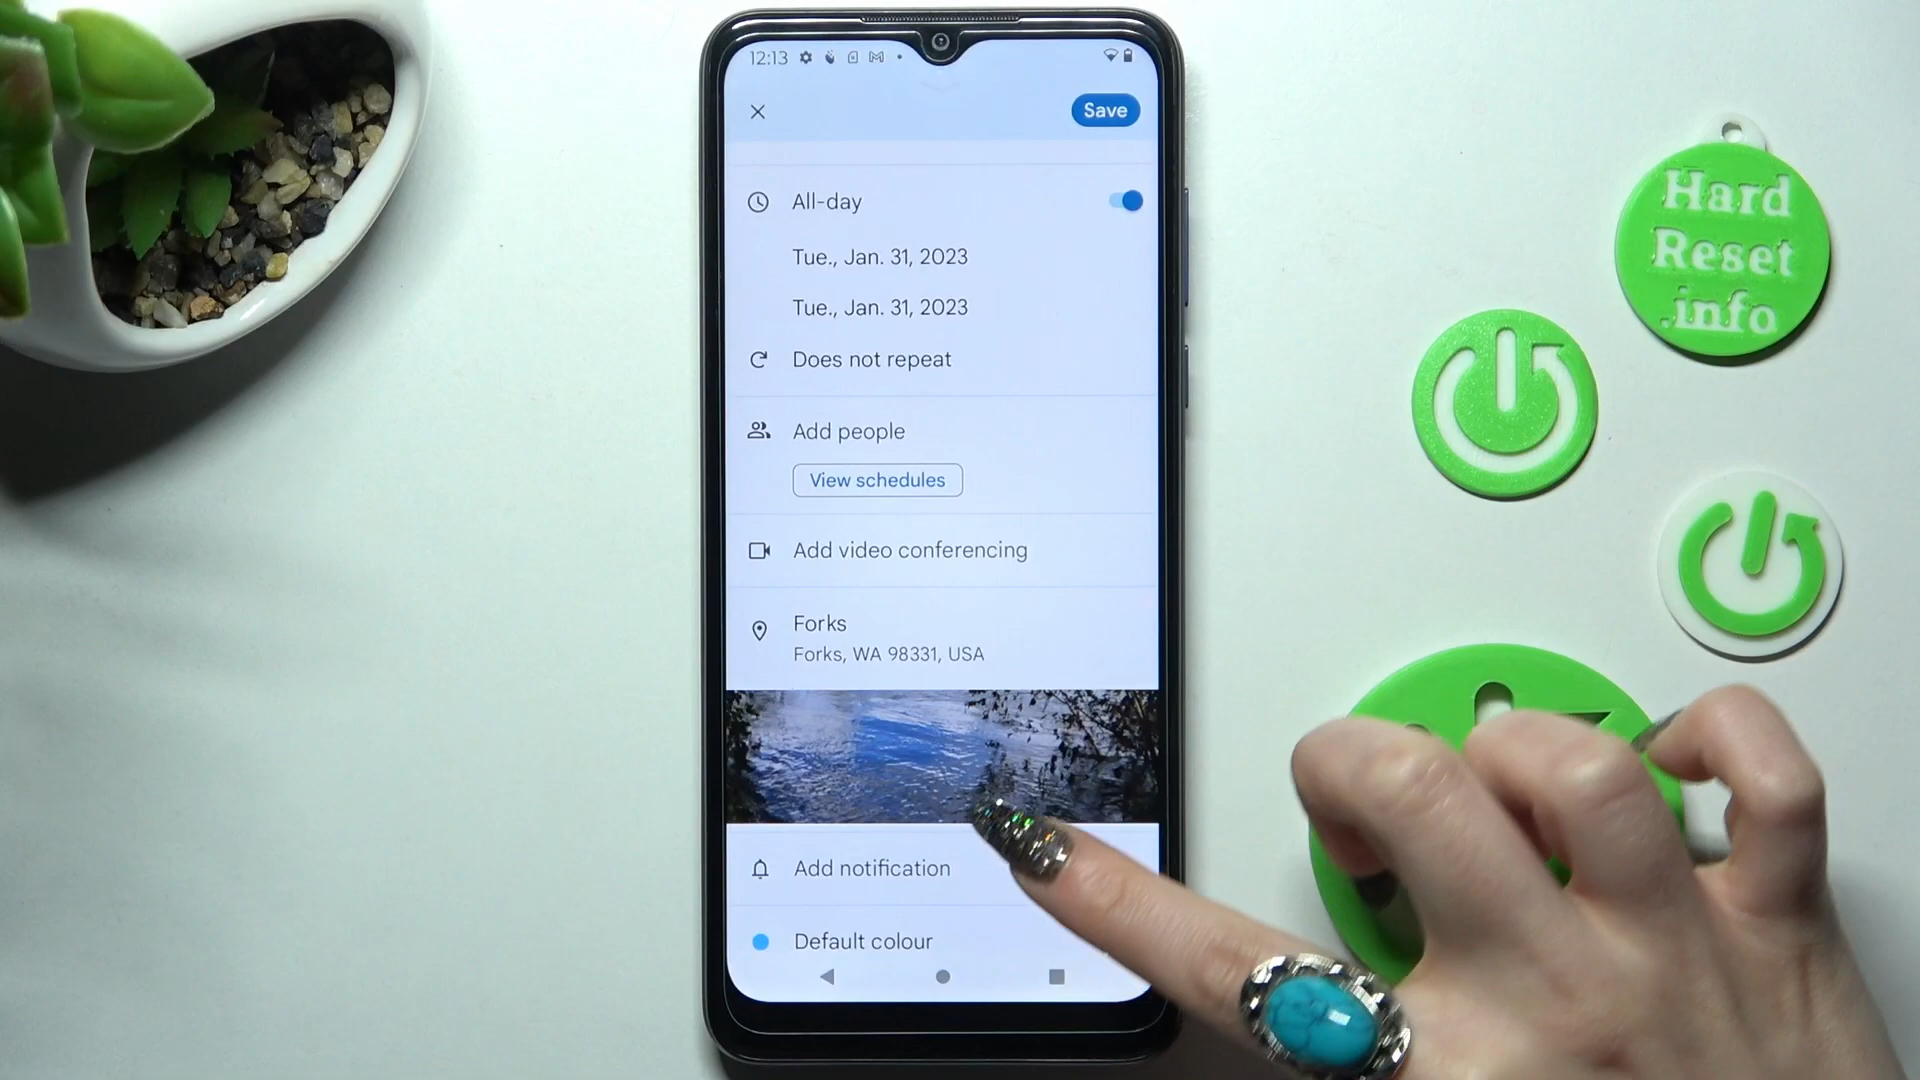 12:13
Save
All-day
Tue., Jan. 31, 2023
Tue., Jan. 31, 2023
Does not repeat
Add people
View schedules
Add video conferencing
Forks
Forks, WA 98331, USA
Add notification
Default colour
Hard
Reset
.info